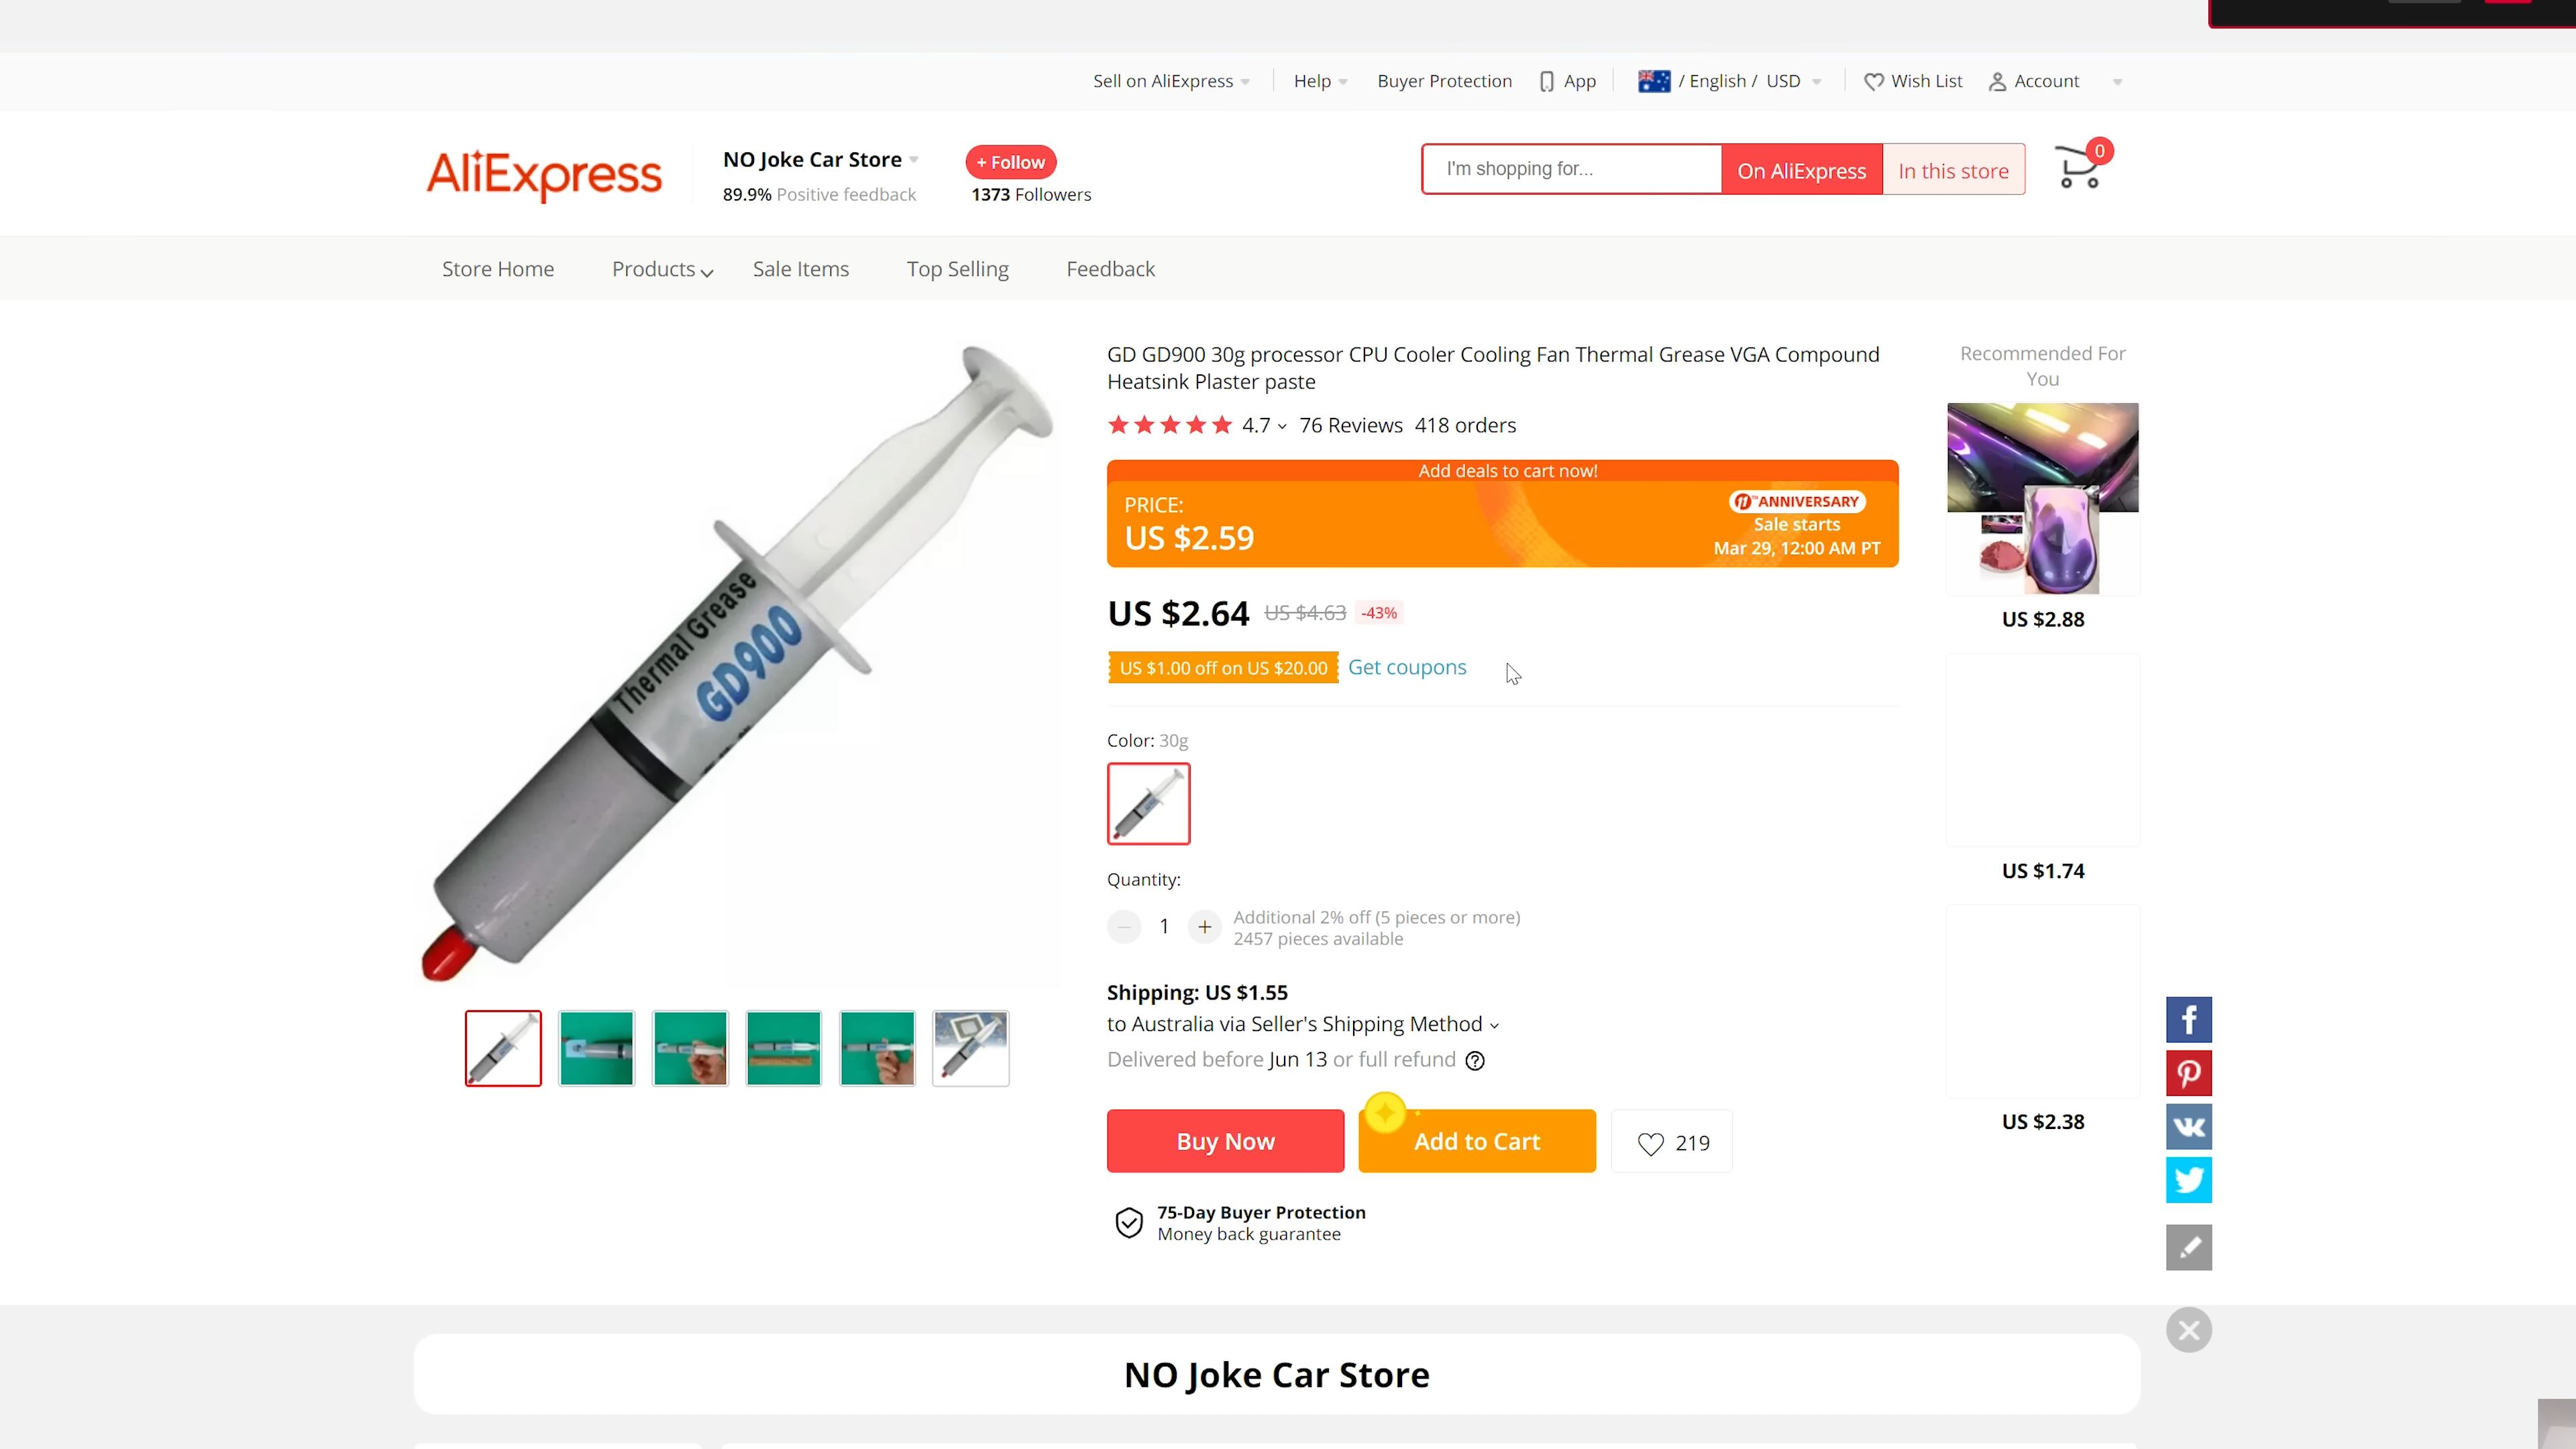 Sell on AliExpress
Help
Buyer Protection
App
/ English / USD
Wish List
Account
AliExpress
NO Joke Car Store
89.9% Positive feedback
+ Follow
1373 Followers
I'm shopping for...
On AliExpress
In this store
0
Store Home
Products
Sale Items
Top Selling
Feedback
Thermal Grease
GD900
GD GD900 30g processor CPU Cooler Cooling Fan Thermal Grease VGA Compound
Heatsink Plaster paste
4.7
76 Reviews
418 orders
Add deals to cart now!
PRICE:
US $2.59
11TH ANNIVERSARY
Sale starts
Mar 29, 12:00 AM PT
US $2.64
US $4.63
-43%
US $1.00 off on US $20.00
Get coupons
Color: 30g
Quantity:
1
Additional 2% off (5 pieces or more)
2457 pieces available
Shipping: US $1.55
to Australia via Seller's Shipping Method
Delivered before Jun 13 or full refund
Buy Now
Add to Cart
219
75-Day Buyer Protection
Money back guarantee
Recommended For
You
US $2.88
US $1.74
US $2.38
NO Joke Car Store